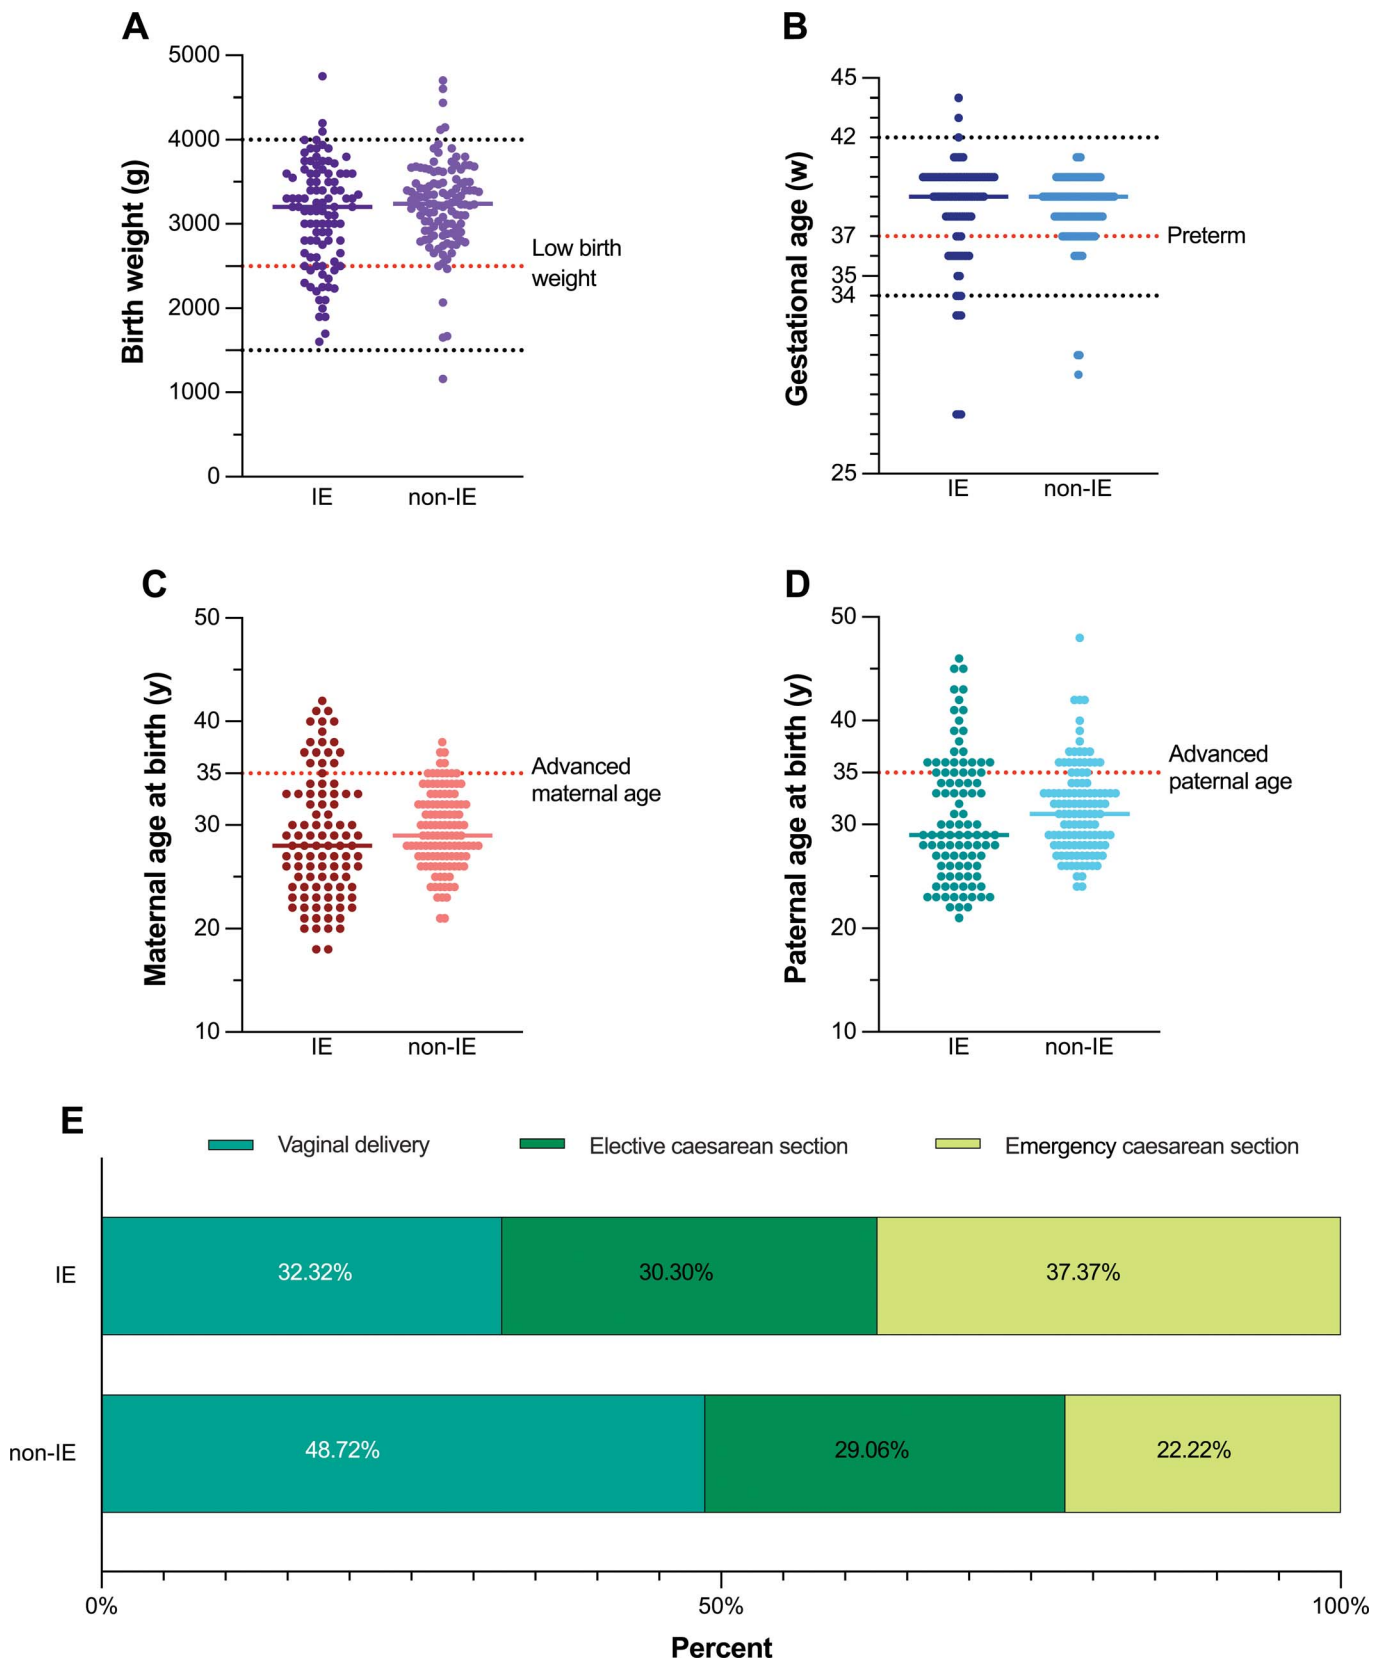 A
5000
4000
3000
2000
1000
0
Birth weight (g)
Low birth
weight
IE
non-IE
B
45
42
37
35
34
25
Gestational age (w)
Preterm
IE
non-IE
C
50
40
35
30
20
10
Maternal age at birth (y)
Advanced
maternal age
IE
non-IE
D
50
40
35
30
20
10
Paternal age at birth (y)
Advanced
paternal age
IE
non-IE
E
Vaginal delivery
Elective caesarean section
Emergency caesarean section
IE
32.32%
30.30%
37.37%
non-IE
48.72%
29.06%
22.22%
0%
50%
100%
Percent